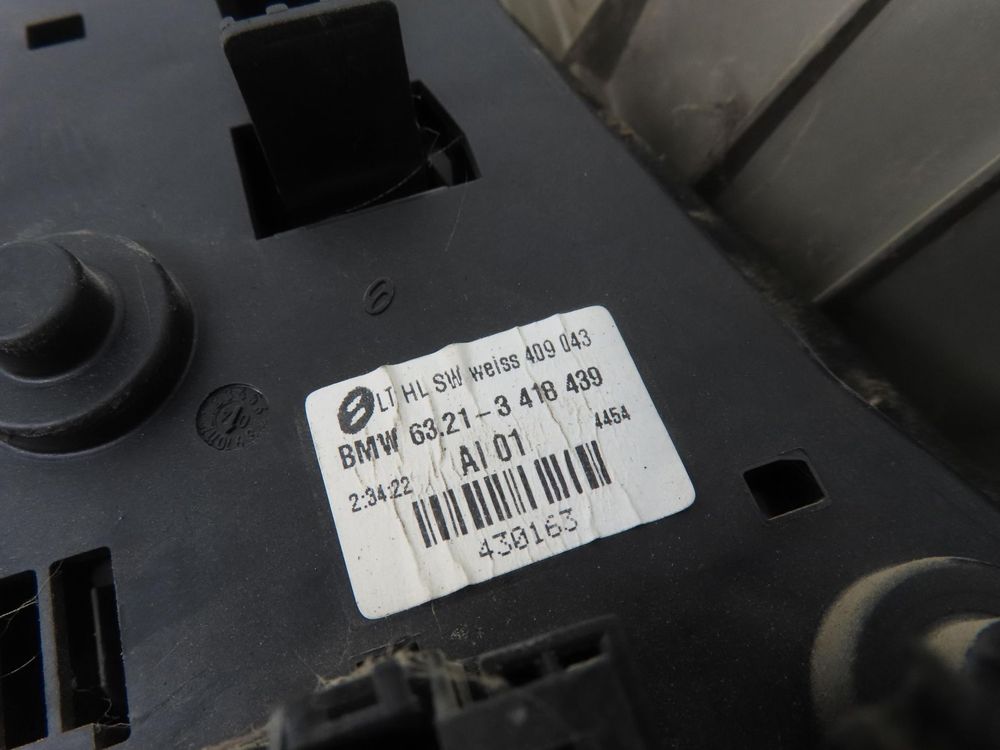 LT HL SW weiss 409 043
BMW 63.21-3 418 439
AI 01
4454
2:34:22
430163